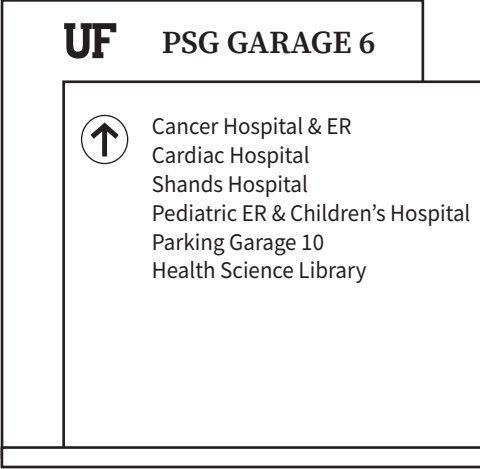 UF PSG GARAGE 6
Cancer Hospital & ER
Cardiac Hospital
Shands Hospital
Pediatric ER & Children’s Hospital
Parking Garage 10
Health Science Library